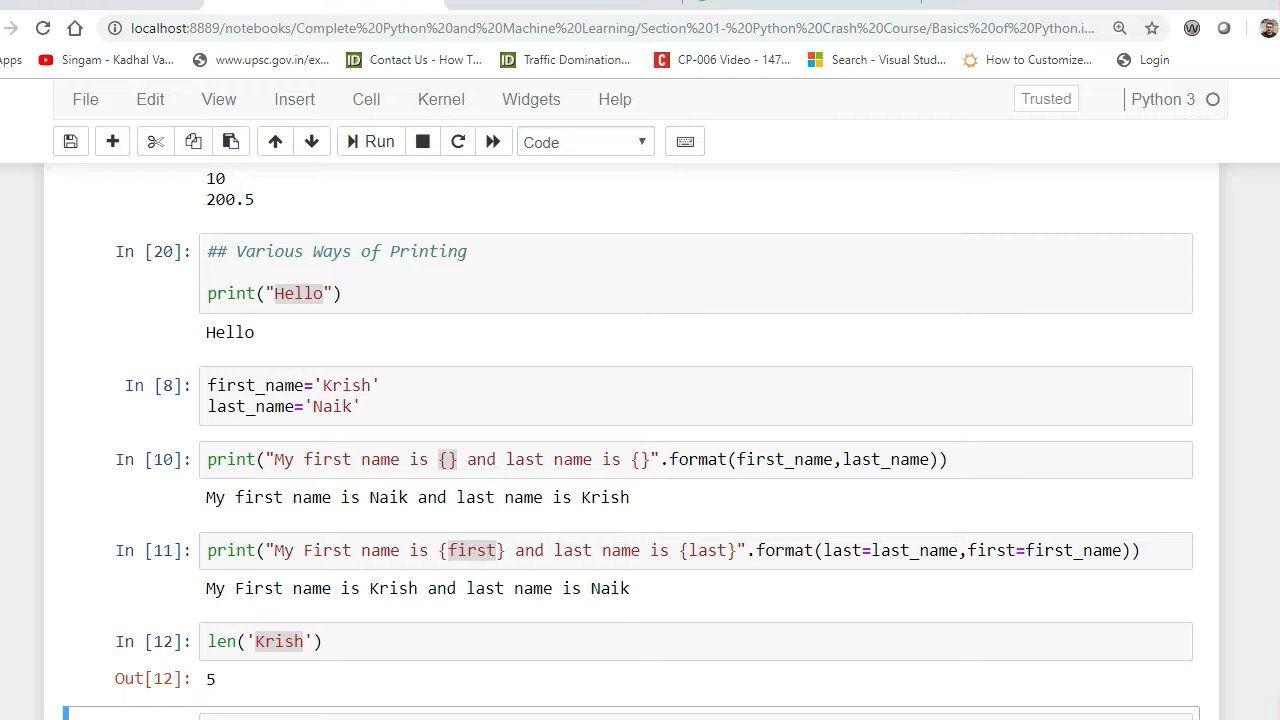 localhost:8889/notebooks/Complete%20Python%20and%20Machine%20Learning/Section%201-%20Python%20Crash%20Course/Basics%20of%20Python.i...
Apps Singam Kadhal Va... www.upsc.gov.in/ex... Contact Us - How T... Traffic Domination... CP-006 Video - 147... Search - Visual Stud... How to Customize... Login
File Edit View Insert Cell Kernel Widgets Help Trusted Python 3
Run Code
10
200.5
In [20]: ## Various Ways of Printing
print("Hello")
Hello
In [8]: first_name='Krish'
last_name='Naik'
In [10]: print("My first name is {} and last name is {}".format(first_name,last_name))
My first name is Naik and last name is Krish
In [11]: print("My First name is {first} and last name is {last}".format(last=last_name,first=first_name))
My First name is Krish and last name is Naik
In [12]: len('Krish')
Out[12]: 5